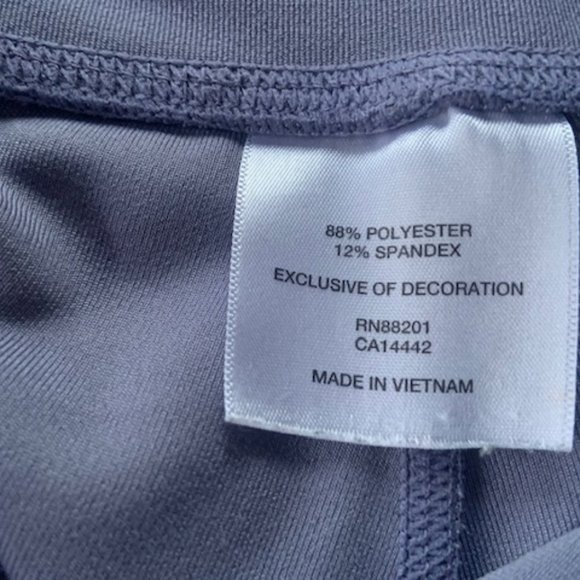 88% POLYESTER
12% SPANDEX
EXCLUSIVE OF DECORATION
RN88201
CA14442
MADE IN VIETNAM